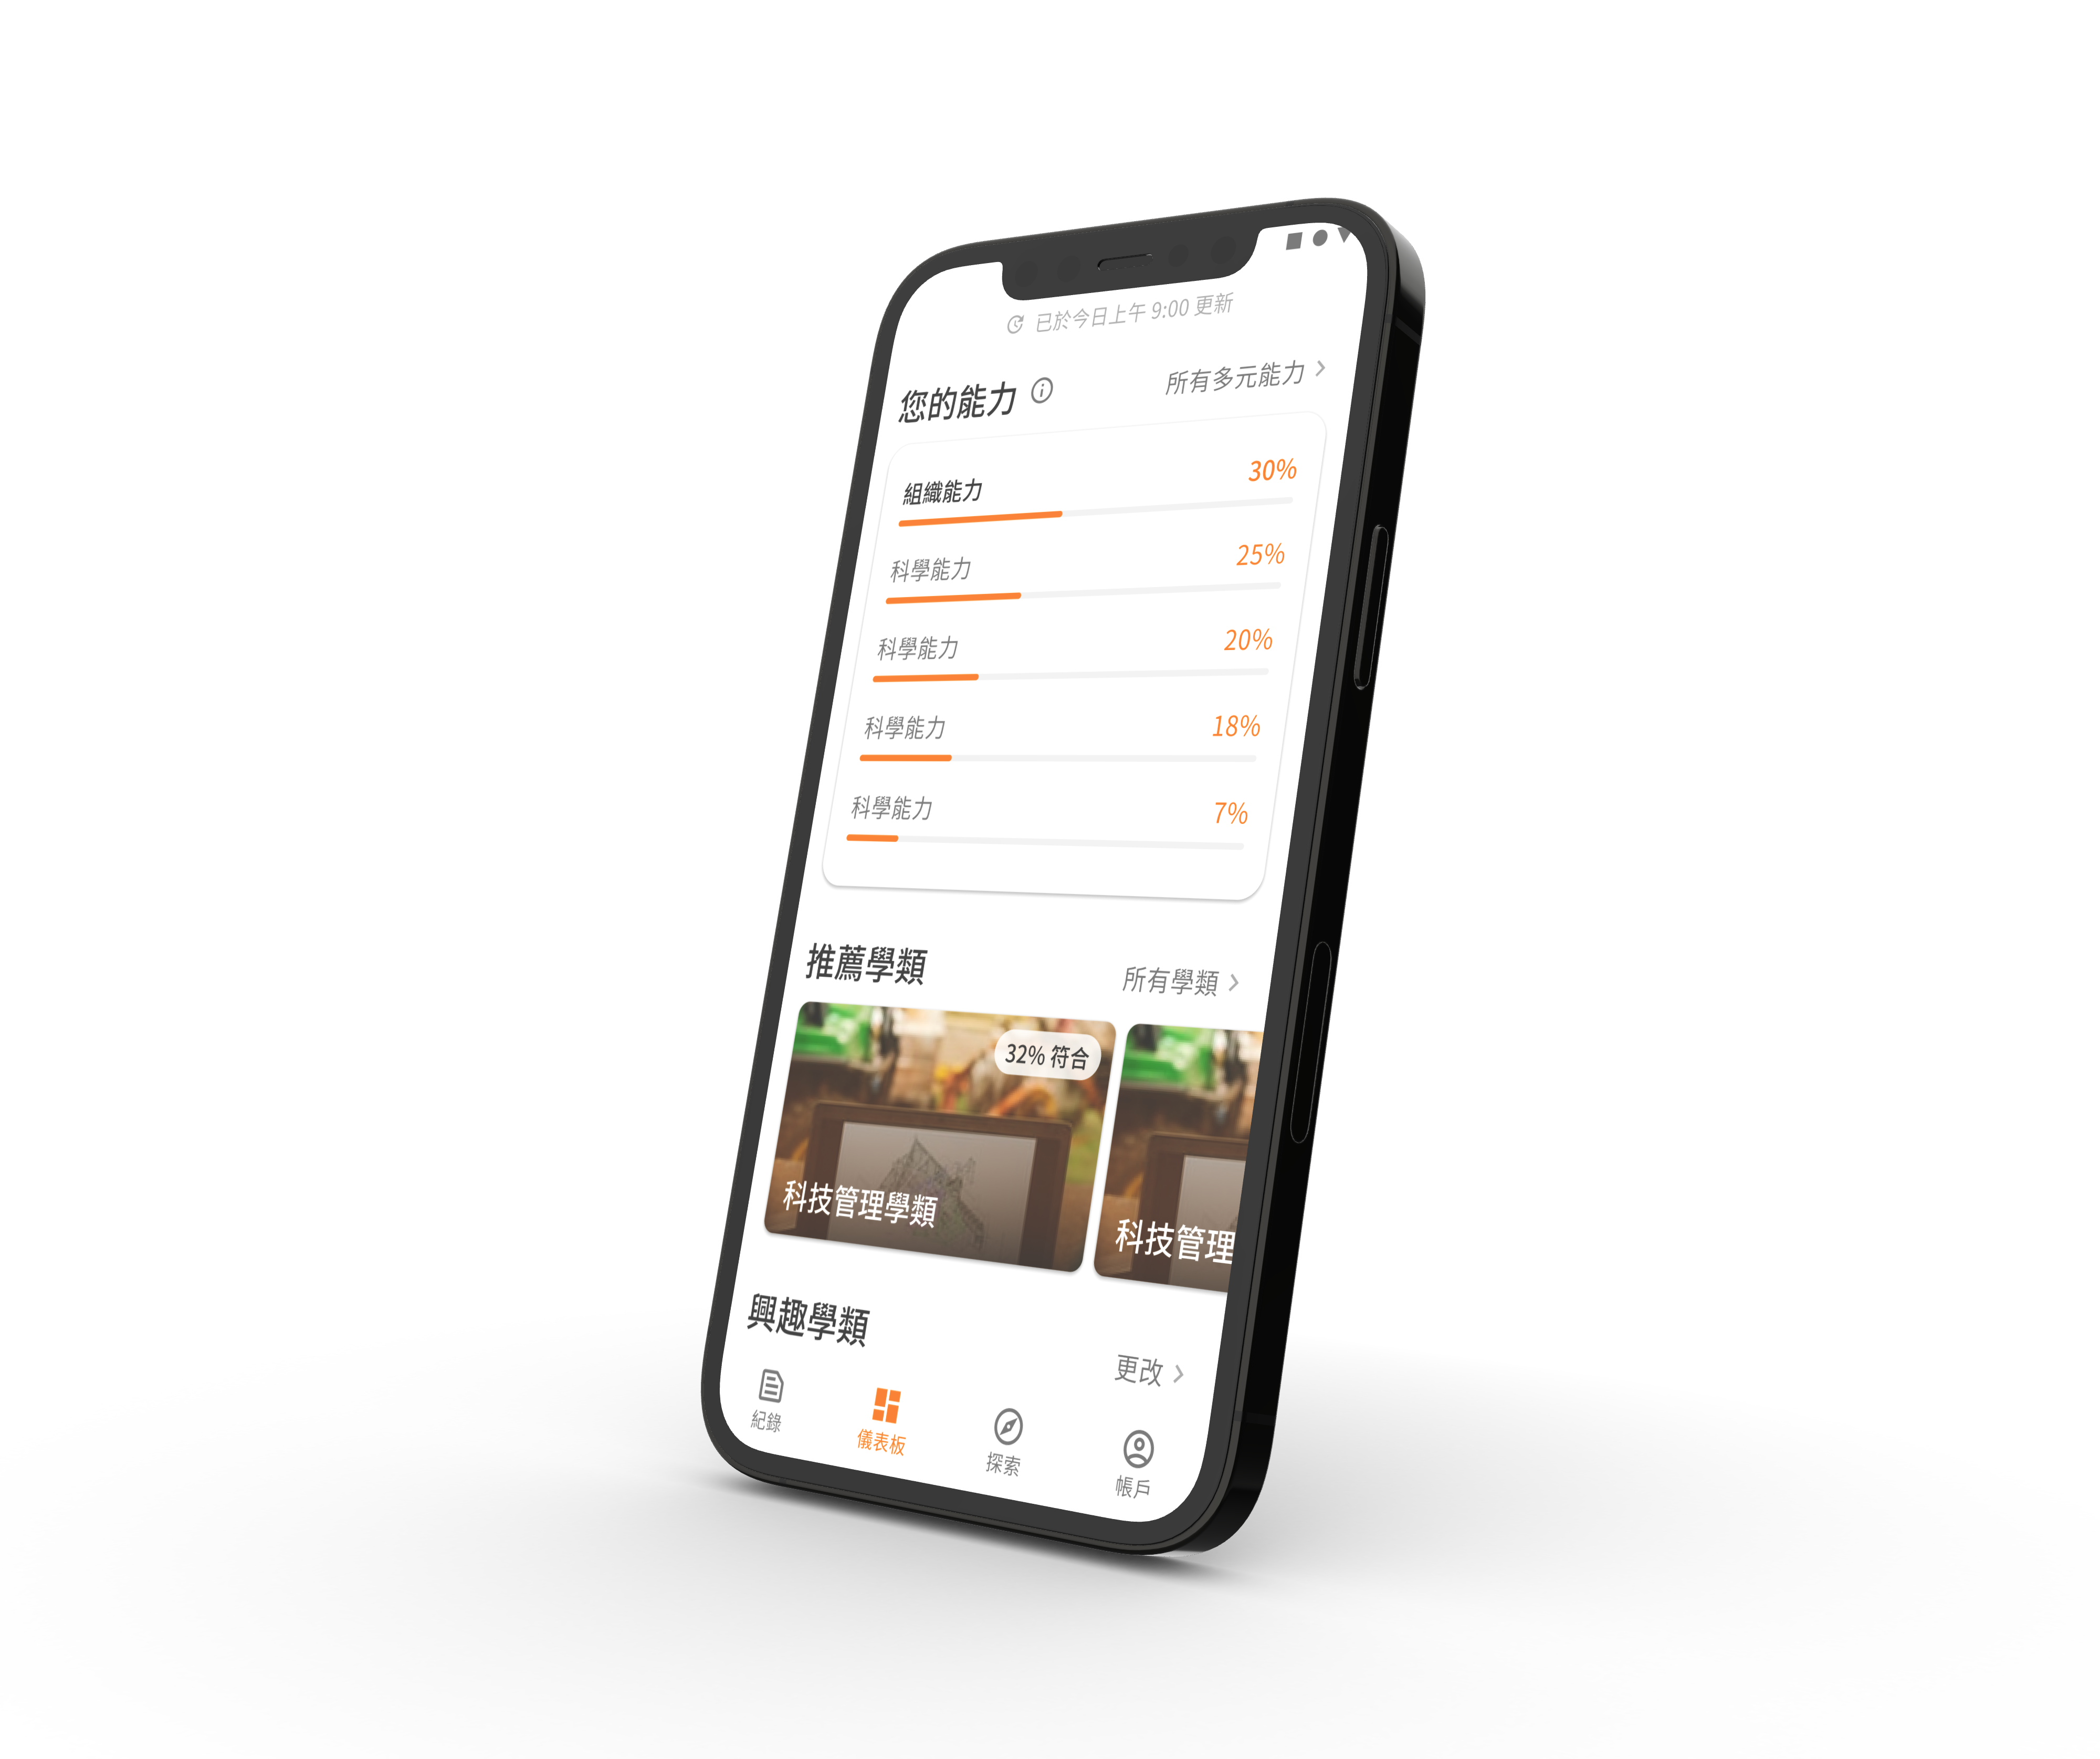 已於今日上午 9:00 更新
您的能力
所有多元能力
組織能力
30%
科學能力
25%
科學能力
20%
科學能力
18%
科學能力
7%
推薦學類
所有學類
32% 符合
科技管理學類
科技管理
興趣學類
更改
紀錄
儀表板
探索
帳戶